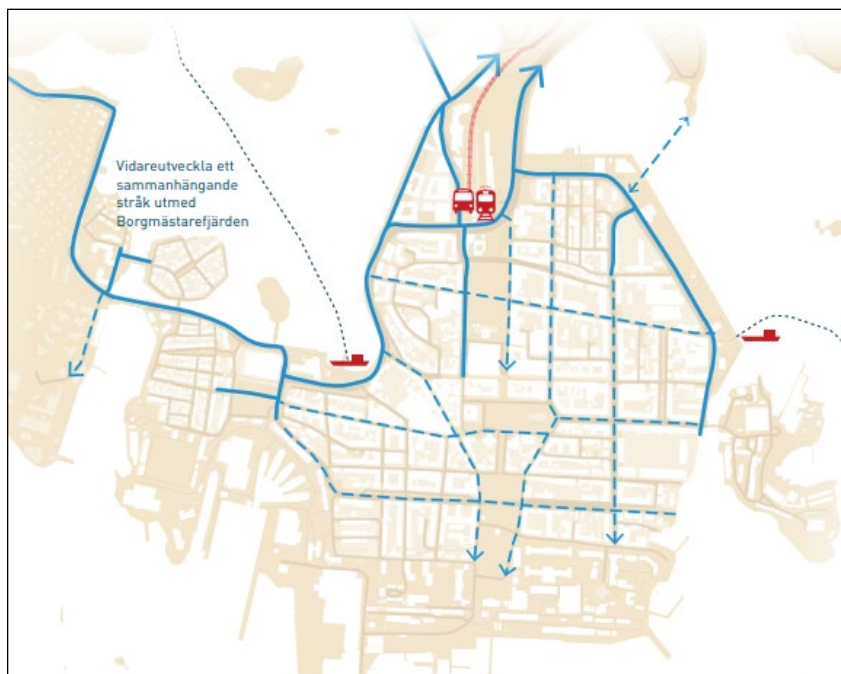 Vidareutveckla ett
sammanhängande
stråk utmed
Borgmästarefjärden